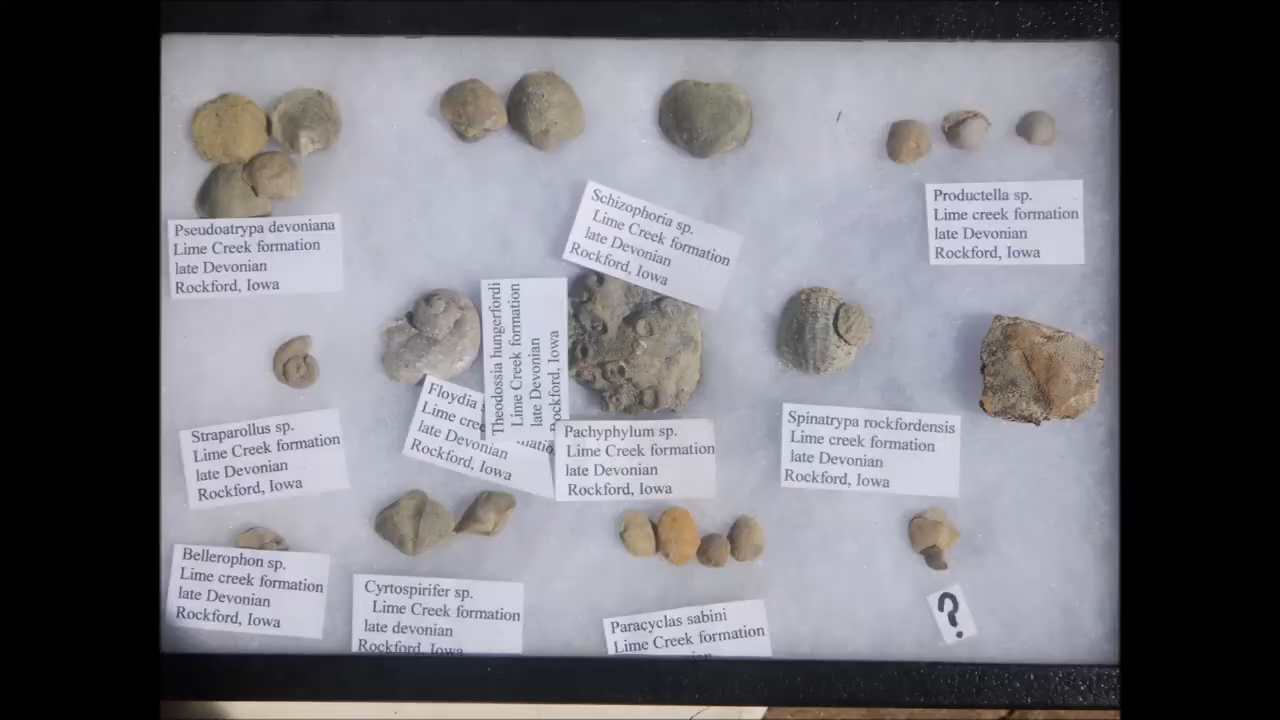 Pseudoatrypa devoniana
Lime Creek formation
late Devonian
Rockford, Iowa
Schizophoria sp.
Lime Creek formation
late Devonian
Rockford, Iowa
Productella sp.
Lime creek formation
late Devonian
Rockford, Iowa
Straparollus sp.
Lime Creek formation
late Devonian
Rockford, Iowa
Floydia
Lime
late Devonian
Rockford, Iowa
Theodossia hungerfordi
Lime Creek formation
late Devonian
Rockford, Iowa
Pachyphylum sp.
Lime Creek formation
late Devonian
Rockford, Iowa
Spinatrypa rockfordensis
Lime creek formation
late Devonian
Rockford, Iowa
Bellerophon sp.
Lime creek formation
late Devonian
Rockford, Iowa
Cyrtospirifer sp.
Lime Creek formation
late devonian
Rockford, Iowa
Paracyclas sabini
Lime Creek formation
?